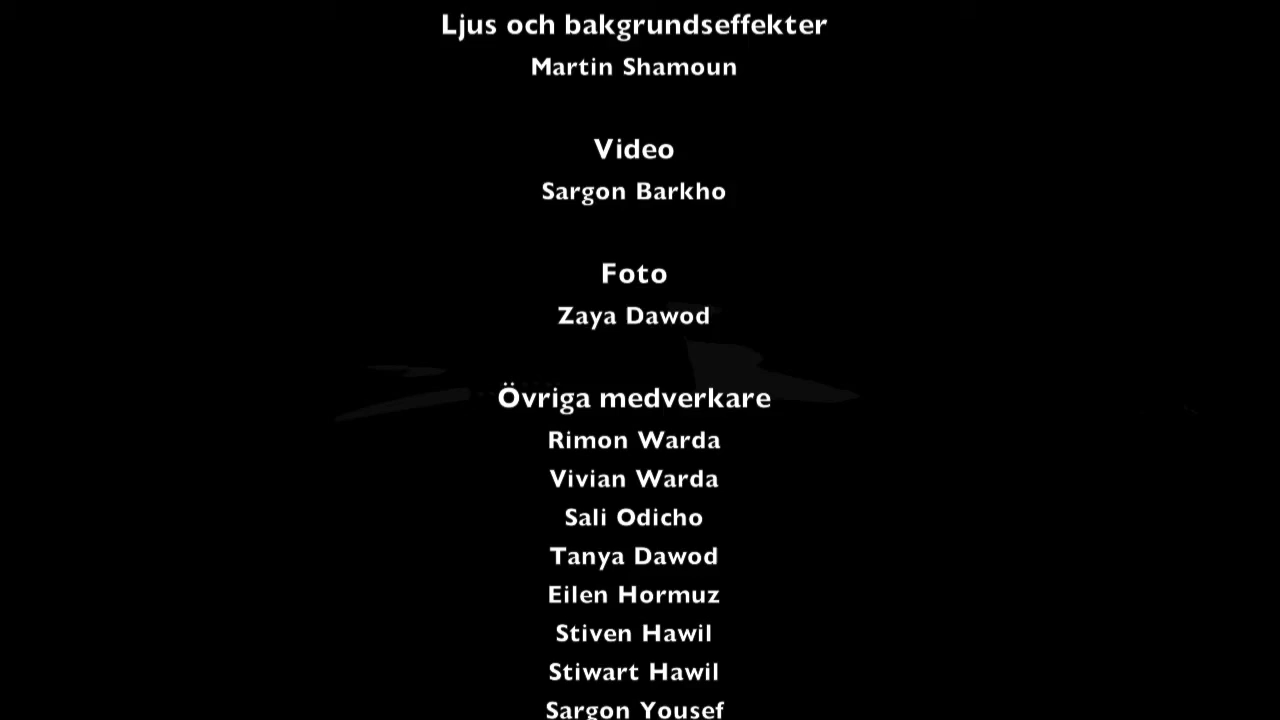 Ljus och bakgrundseffekter
Martin Shamoun
Video
Sargon Barkho
Foto
Zaya Dawod
Övriga medverkare
Rimon Warda
Vivian Warda
Sali Odicho
Tanya Dawod
Eilen Hormuz
Stiven Hawil
Stiwart Hawil
Sargon Yousef